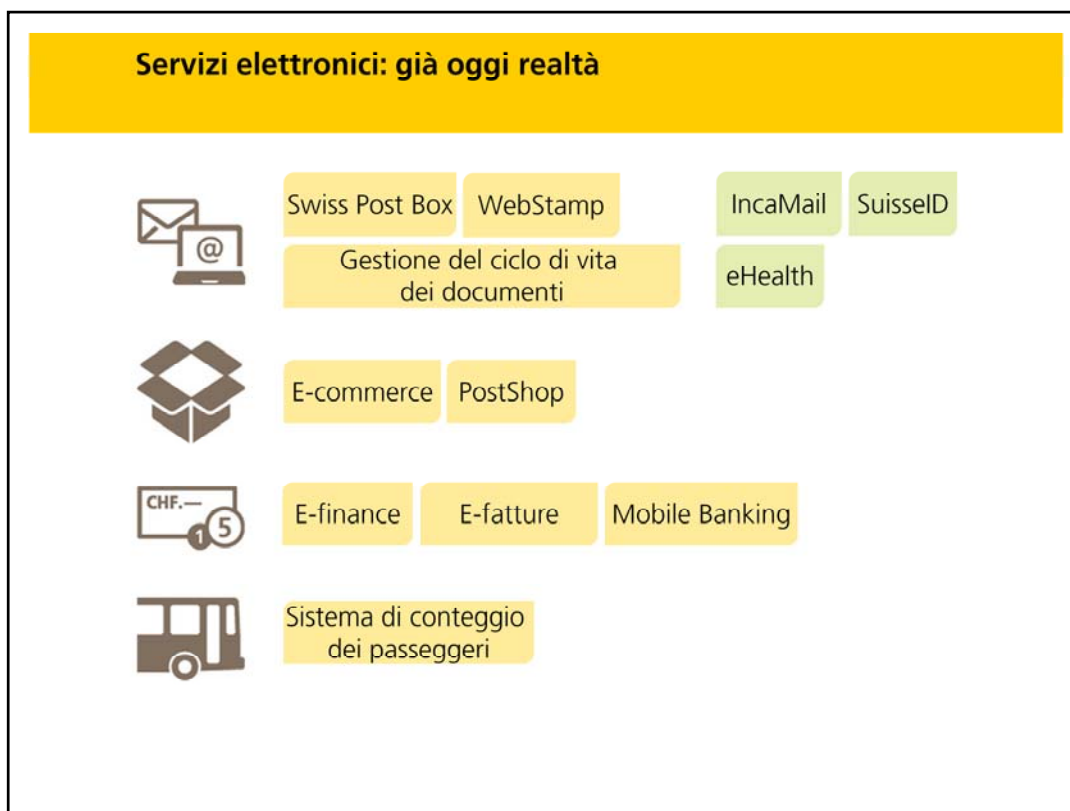 Servizi elettronici: già oggi realtà
Swiss Post Box
WebStamp
IncaMail
SuisseID
@
Gestione del ciclo di vita
dei documenti
eHealth
E-commerce
PostShop
CHF.—
1
5
E-finance
E-fatture
Mobile Banking
Sistema di conteggio
dei passeggeri